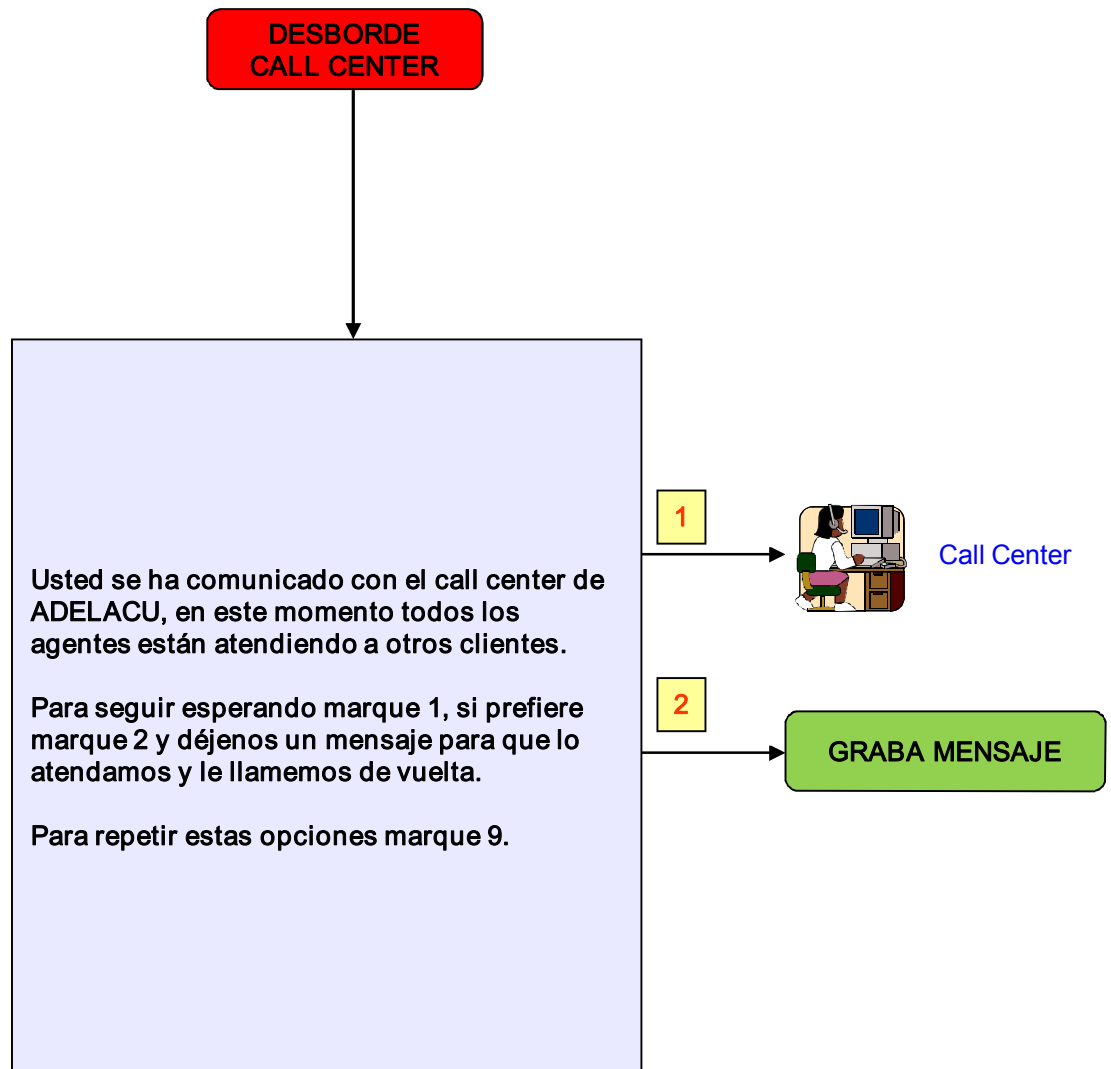 DESBORDE
CALL CENTER
1
Call Center
Usted se ha comunicado con el call center de
ADELACU, en este momento todos los
agentes están atendiendo a otros clientes.
Para seguir esperando marque 1, si prefiere
marque 2 y déjenos un mensaje para que lo
atendamos y le llamemos de vuelta.
Para repetir estas opciones marque 9.
2
GRABA MENSAJE